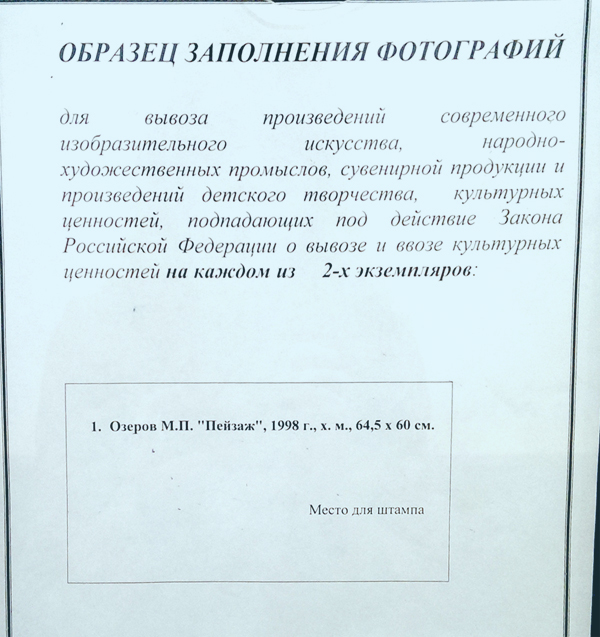 ОБРАЗЕЦ ЗАПОЛНЕНИЯ ФОТОГРАФИЙ
для вывоза произведений современного
изобразительного искусства, народно-
художественных промыслов, сувенирной продукции и
произведений детского творчества, культурных
ценностей, подпадающих под действие Закона
Российской Федерации о вывозе и ввозе культурных
ценностей на каждом из 2-х экземпляров:
1. Озеров М.П. "Пейзаж", 1998 г., х. м., 64,5 х 60 см.
Место для штампа